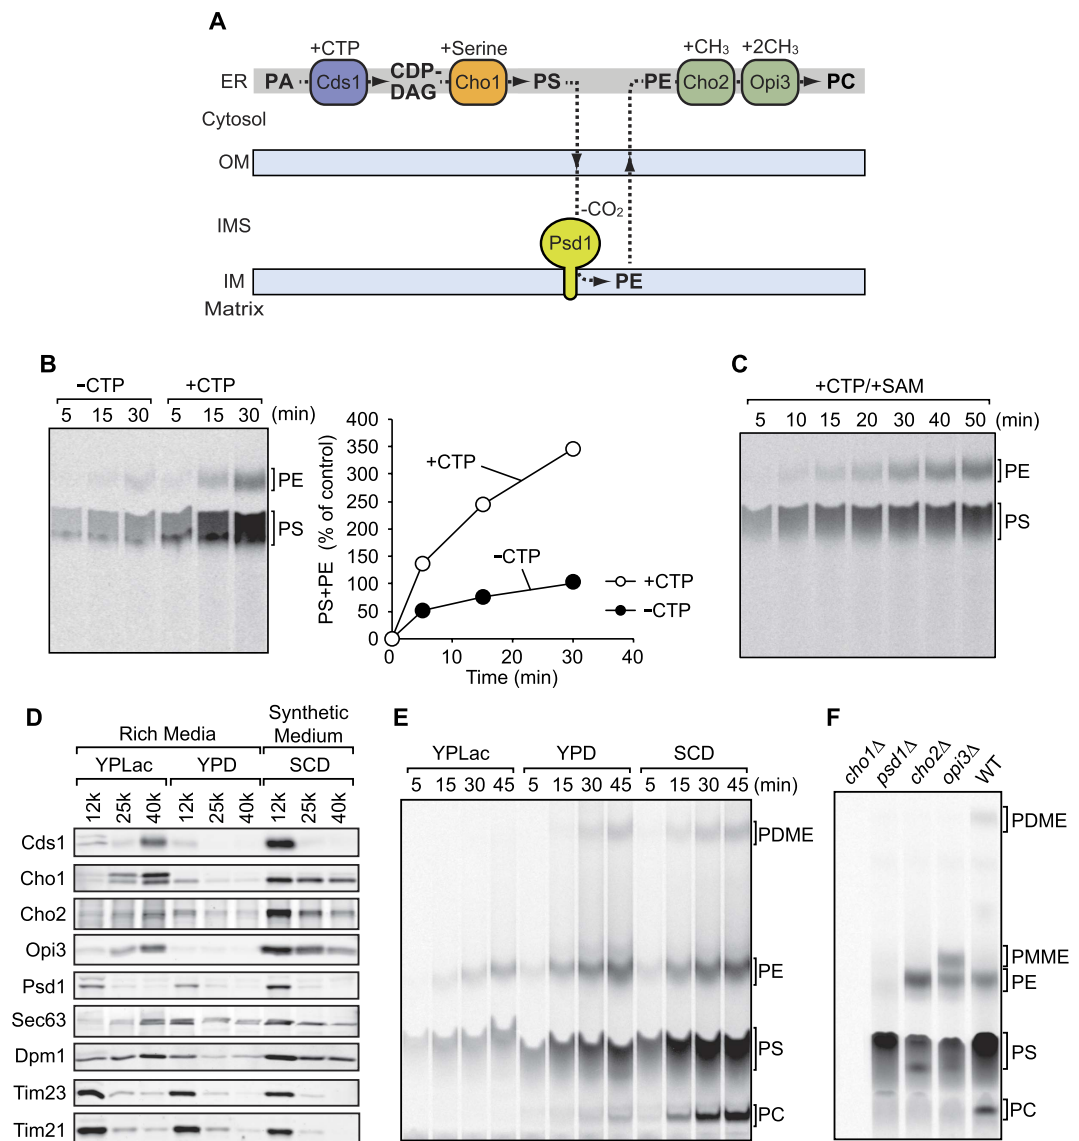 A
+CTP +Serine +CH₃ +2CH₃
ER PA Cds1 CDP-DAG Cho1 PS PE Cho2 Opi3 PC
Cytosol
OM
-CO₂
IMS
Psd1
IM PE
Matrix
B
−CTP +CTP
5 15 30 5 15 30 (min)
PE
PS
PS+PE (% of control)
400
350
300
250
200
150
100
50
0
+CTP
−CTP
+CTP
−CTP
0 10 20 30 40
Time (min)
C
+CTP/+SAM
5 10 15 20 30 40 50 (min)
PE
PS
D
Rich Media Synthetic Medium
YPLac YPD SCD
12k 25k 40k 12k 25k 40k 12k 25k 40k
Cds1
Cho1
Cho2
Opi3
Psd1
Sec63
Dpm1
Tim23
Tim21
E
YPLac YPD SCD
5 15 30 45 5 15 30 45 5 15 30 45 (min)
PDME
PE
PS
PC
F
cho1Δ psd1Δ cho2Δ opi3Δ WT
PDME
PMME
PE
PS
PC